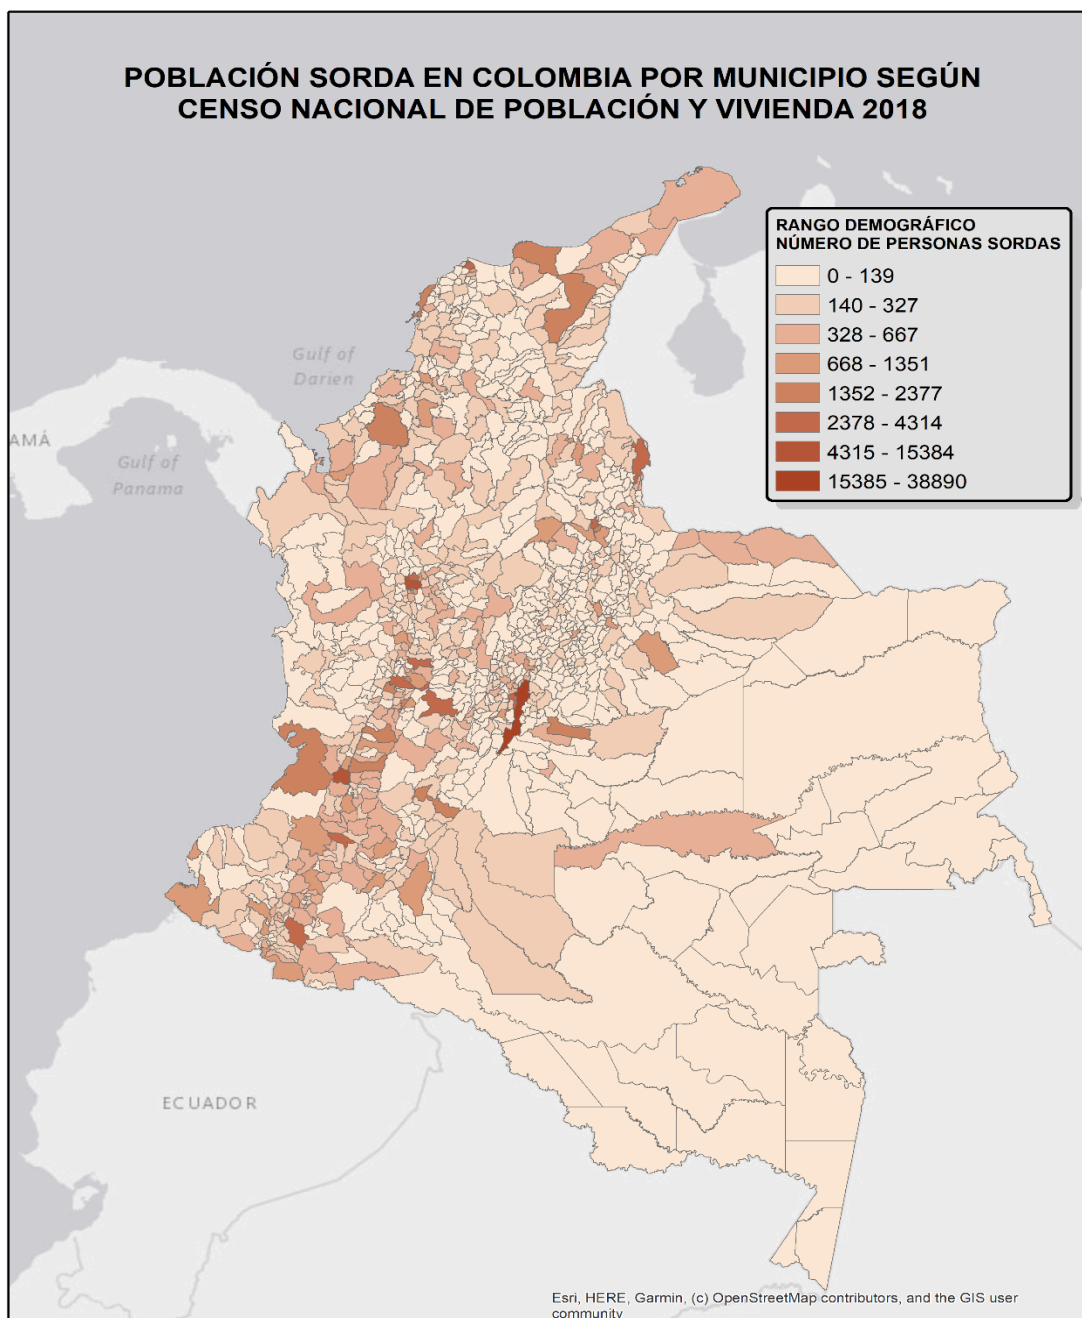 POBLACIÓN SORDA EN COLOMBIA POR MUNICIPIO SEGÚN
CENSO NACIONAL DE POBLACIÓN Y VIVIENDA 2018
RANGO DEMOGRÁFICO
NÚMERO DE PERSONAS SORDAS
0 - 139
140 - 327
328 - 667
668 - 1351
1352 - 2377
2378 - 4314
4315 - 15384
15385 - 38890
Gulf of
Darien
AMÁ
Gulf of
Panama
ECUADOR
Esri, HERE, Garmin, (c) OpenStreetMap contributors, and the GIS user
community